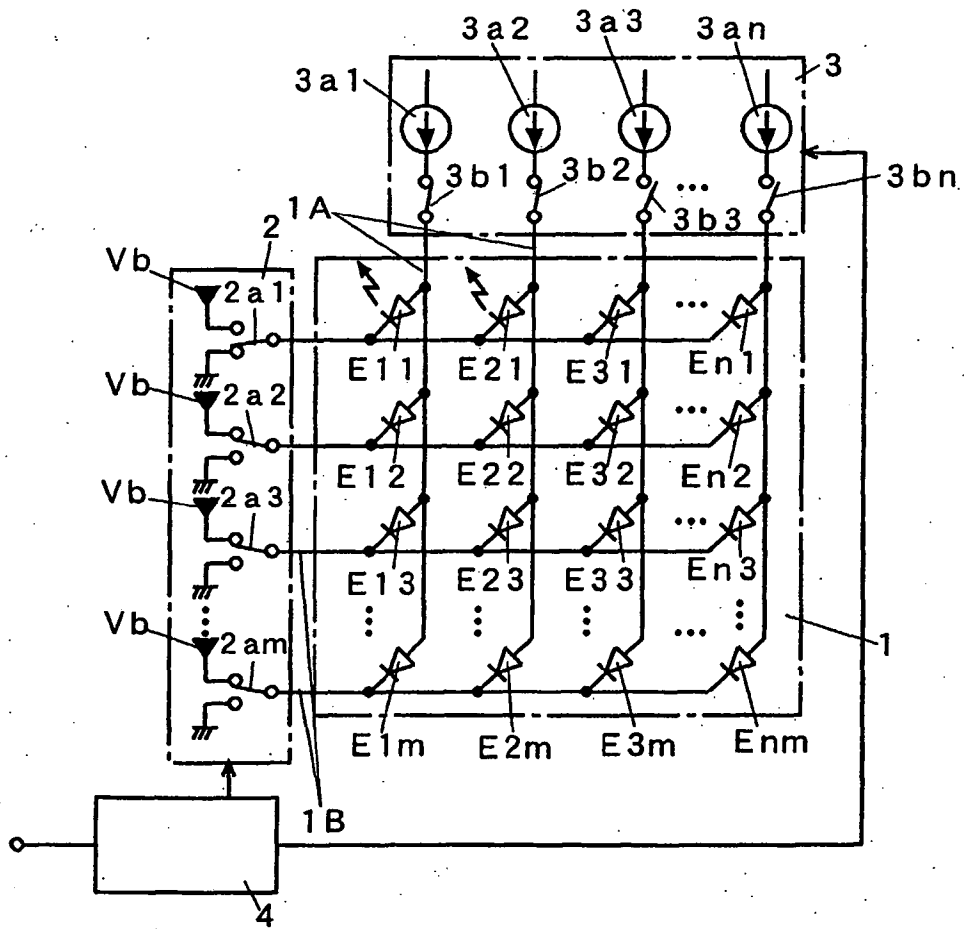 3a1 3a2 3a3 3an 3
3b1 3b2 3b3 ... 3bn
1A
2
Vb 2a1
E11 E21 E31 ... En1
Vb 2a2
E12 E22 E32 ... En2
Vb 2a3
E13 E23 E33 ... En3
Vb 2am
E1m E2m E3m ... Enm
1
1B
4